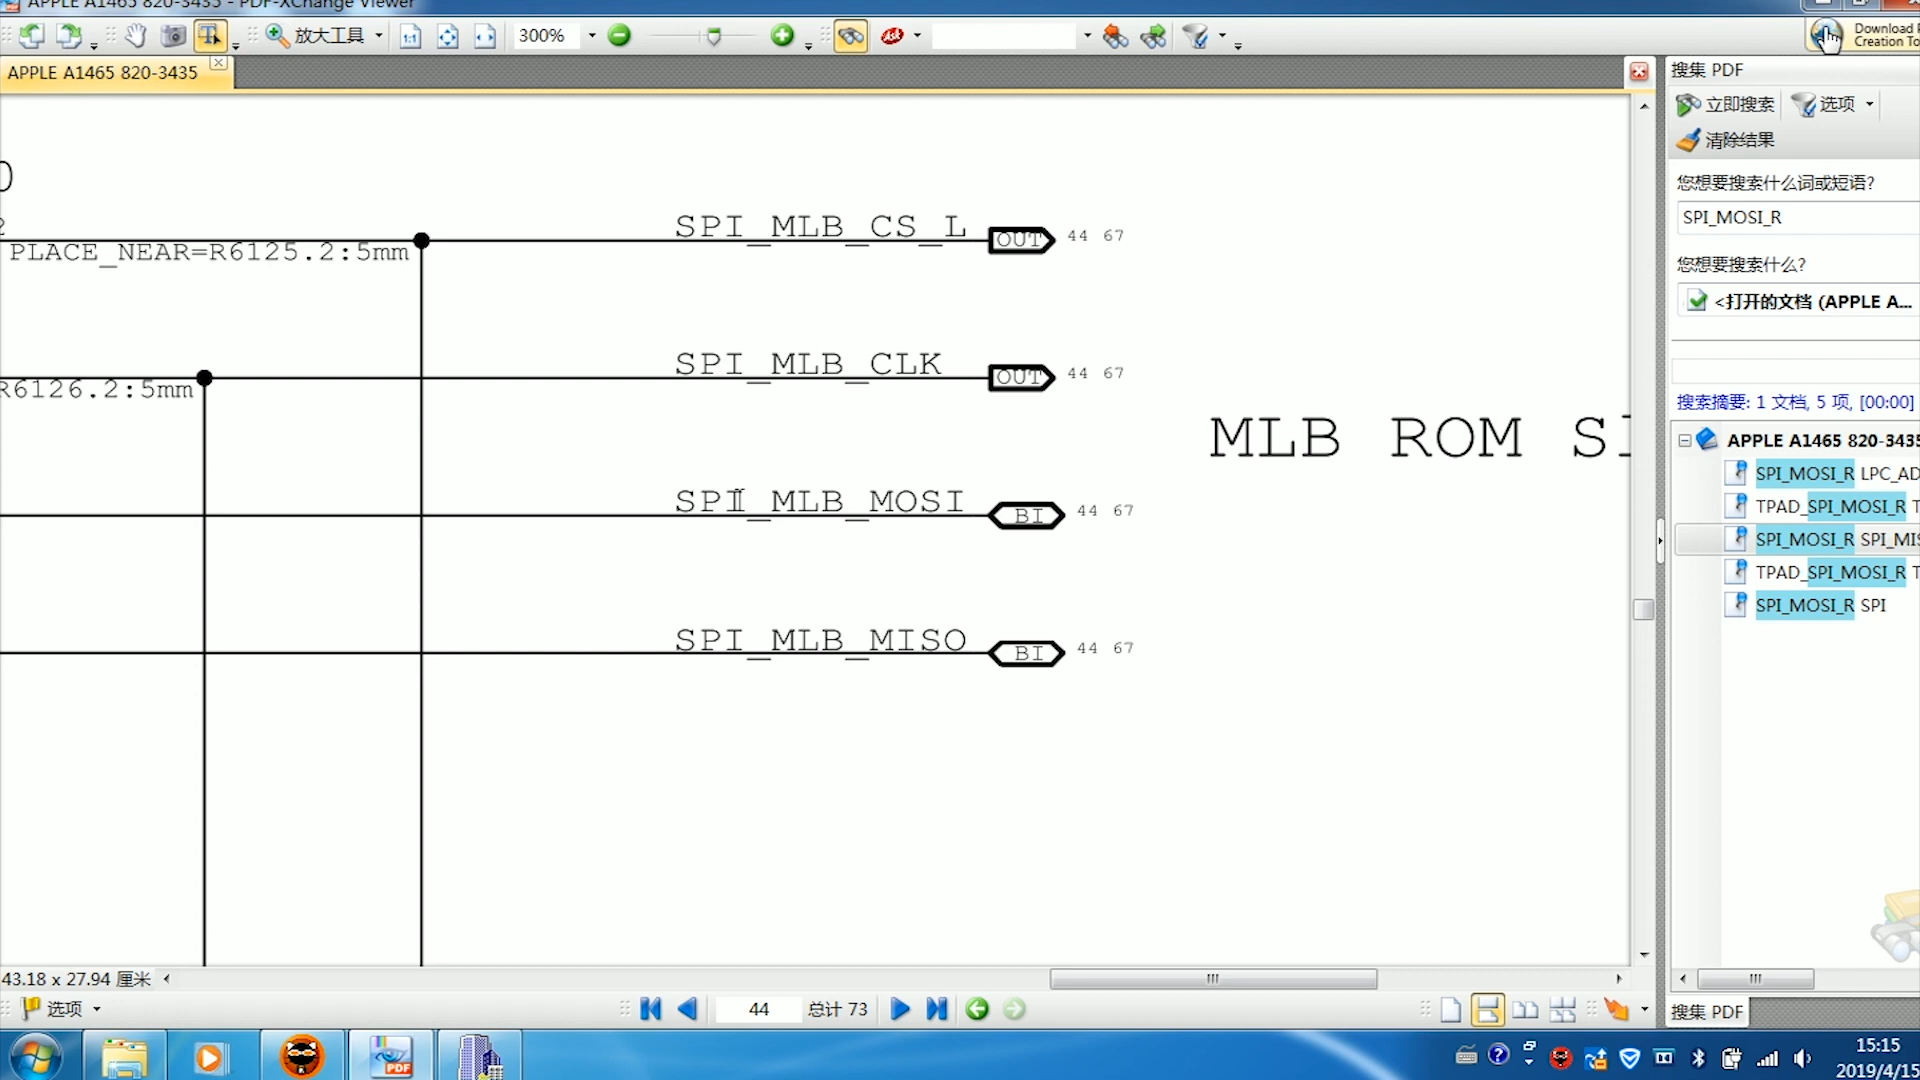 APPLE A1465 820-3435 - PDF-XChange Viewer
放大工具
300%
Download
Creation To
APPLE A1465 820-3435
搜集 PDF
立即搜索
选项
清除结果
您想要搜索什么词或短语?
SPI_MOSI_R
您想要搜索什么?
<打开的文档 (APPLE A...
搜索摘要: 1 文档, 5 项, [00:00]
APPLE A1465 820-3435
SPI_MOSI_R LPC_AD
TPAD_SPI_MOSI_R T
SPI_MOSI_R SPI_MIS
TPAD_SPI_MOSI_R T
SPI_MOSI_R SPI
搜集 PDF
SPI_MLB_CS_L OUT 44 67
PLACE_NEAR=R6125.2:5mm
SPI_MLB_CLK OUT 44 67
R6126.2:5mm
MLB ROM
SPI_MLB_MOSI BI 44 67
SPI_MLB_MISO BI 44 67
43.18 x 27.94 厘米
选项
44
总计 73
PDF
15:15
2019/4/15